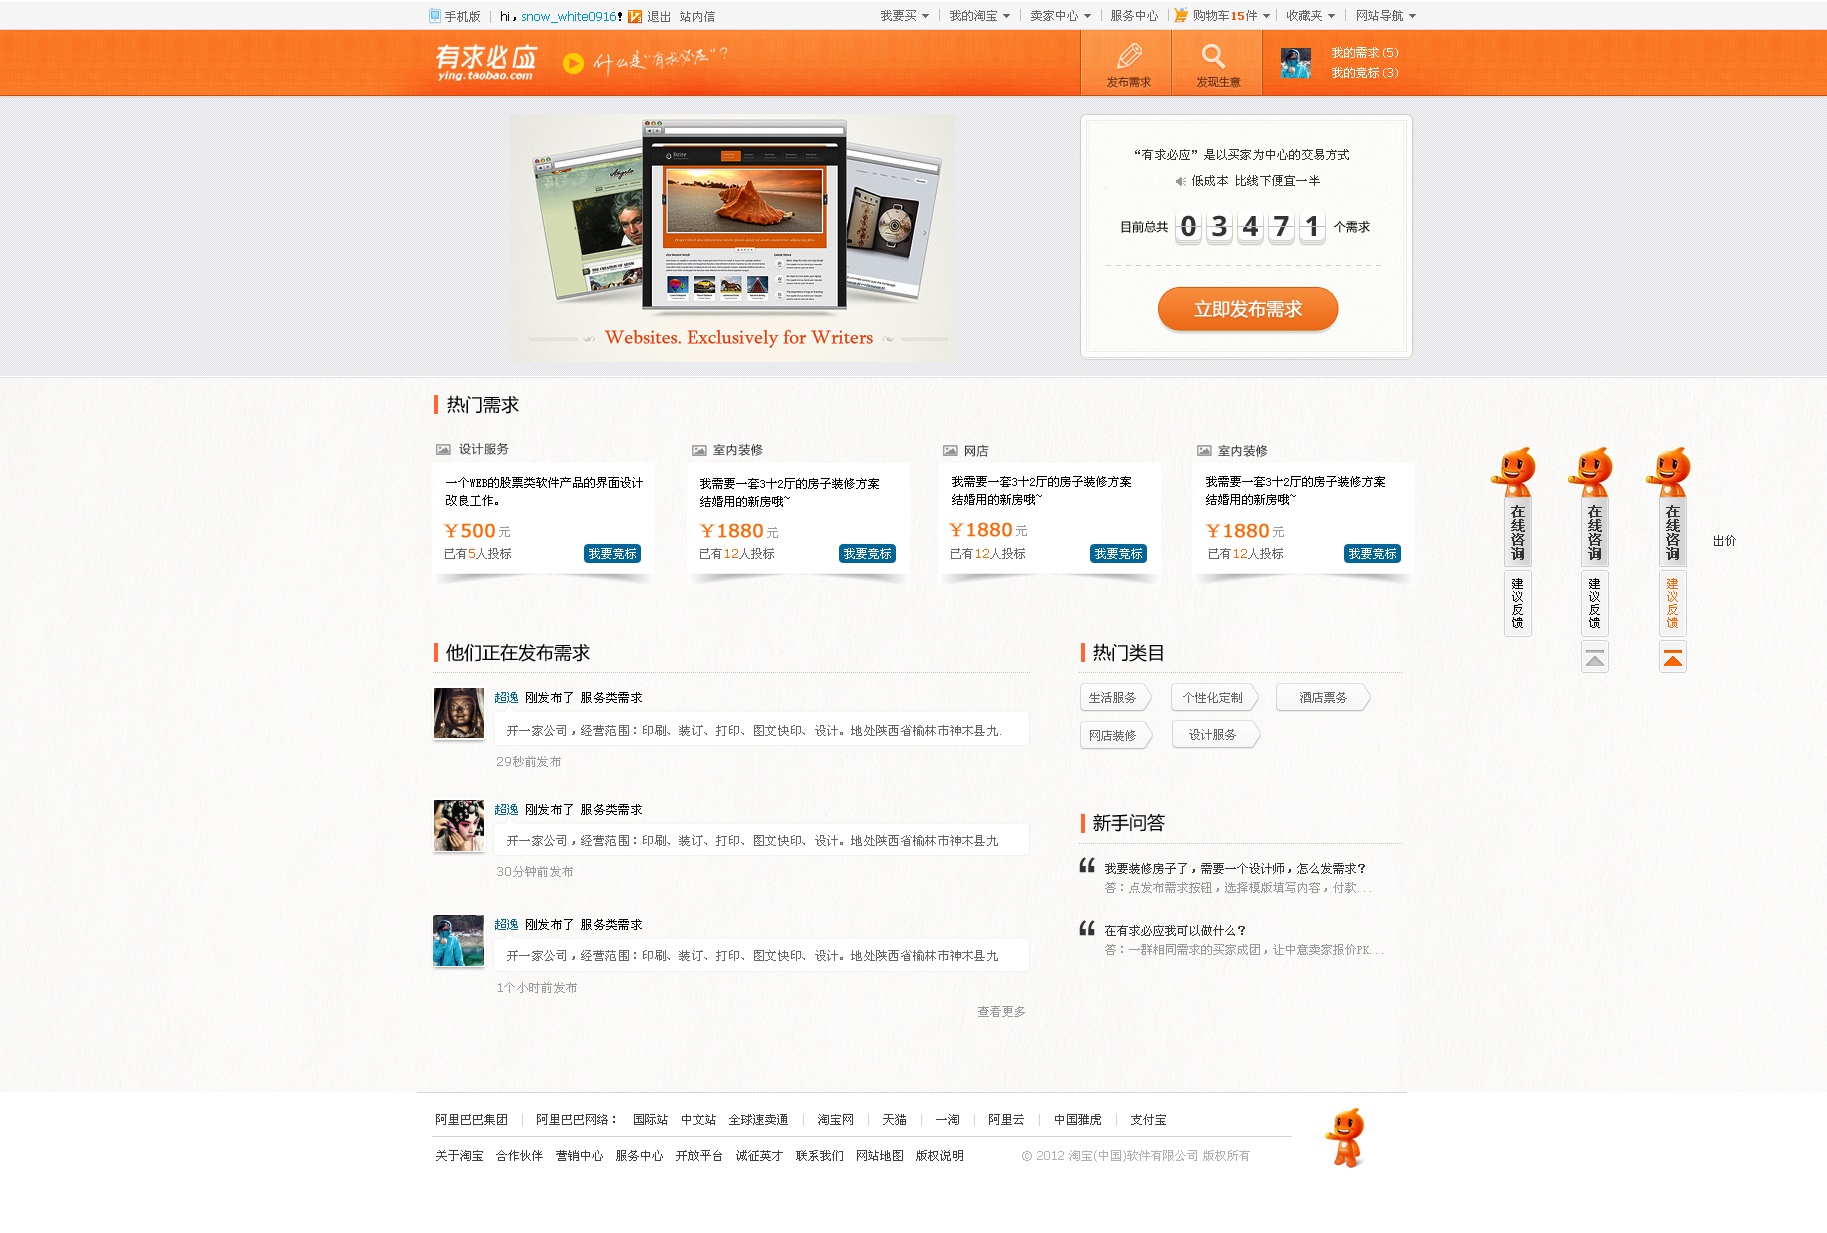 手机版 hi，snow_white0916! 退出 站内信 我要买 我的淘宝 卖家中心 服务中心 购物车15件 收藏夹 网站导航
有求必应
ying.taobao.com
什么是“有求必应”?
发布需求
发现生意
我的需求(5)
我的竞标(3)
Websites. Exclusively for Writers
“有求必应”是以买家为中心的交易方式
低成本 比线下便宜一半
目前总共 03471 个需求
立即发布需求
热门需求
设计服务
一个WEB的股票类软件产品的界面设计
改良工作。
￥500元
已有5人投标 我要竞标
室内装修
我需要一套3十2厅的房子装修方案
结婚用的新房哦~
￥1880元
已有12人投标 我要竞标
网店
我需要一套3十2厅的房子装修方案
结婚用的新房哦~
￥1880元
已有12人投标 我要竞标
室内装修
我需要一套3十2厅的房子装修方案
结婚用的新房哦~
￥1880元
已有12人投标 我要竞标
在线咨询
建议反馈
在线咨询
建议反馈
在线咨询
建议反馈
出价
他们正在发布需求
超逸 刚发布了 服务类需求
开一家公司，经营范围：印刷、装订、打印、图文快印、设计。地处陕西省榆林市神木县九.
29秒前发布
超逸 刚发布了 服务类需求
开一家公司，经营范围：印刷、装订、打印、图文快印、设计。地处陕西省榆林市神木县九
30分钟前发布
超逸 刚发布了 服务类需求
开一家公司，经营范围：印刷、装订、打印、图文快印、设计。地处陕西省榆林市神木县九
1个小时前发布
查看更多
热门类目
生活服务 个性化定制 酒店票务
网店装修 设计服务
新手问答
我要装修房子了，需要一个设计师，怎么发需求?
答：点发布需求按钮，选择模版填写内容，付款...
在有求必应我可以做什么?
答：一群相同需求的买家成团，让中意卖家报价PK...
阿里巴巴集团 阿里巴巴网络： 国际站 中文站 全球速卖通 淘宝网 天猫 一淘 阿里云 中国雅虎 支付宝
关于淘宝 合作伙伴 营销中心 服务中心 开放平台 诚征英才 联系我们 网站地图 版权说明 © 2012 淘宝(中国)软件有限公司 版权所有